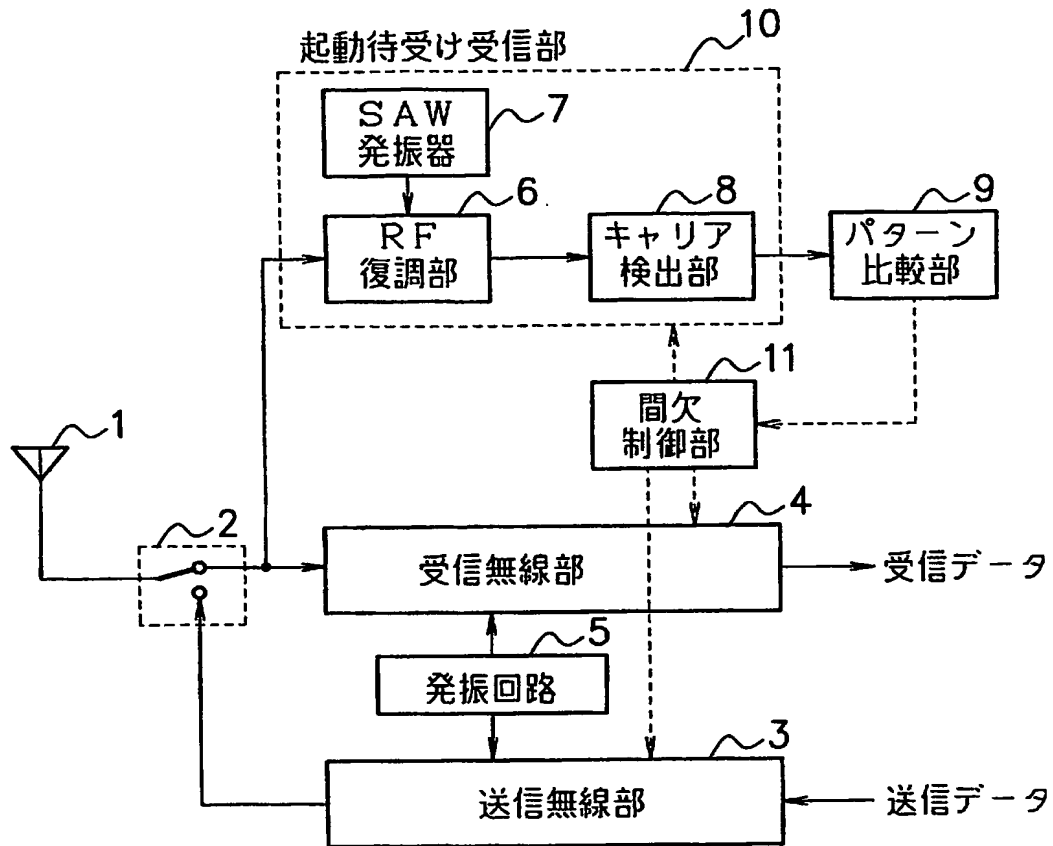 10
起動待受け受信部
SAW
発振器
7
6
RF
復調部
8
キャリア
検出部
9
パターン
比較部
11
間欠
制御部
1
2
4
受信無線部
受信データ
5
発振回路
3
送信無線部
送信データ